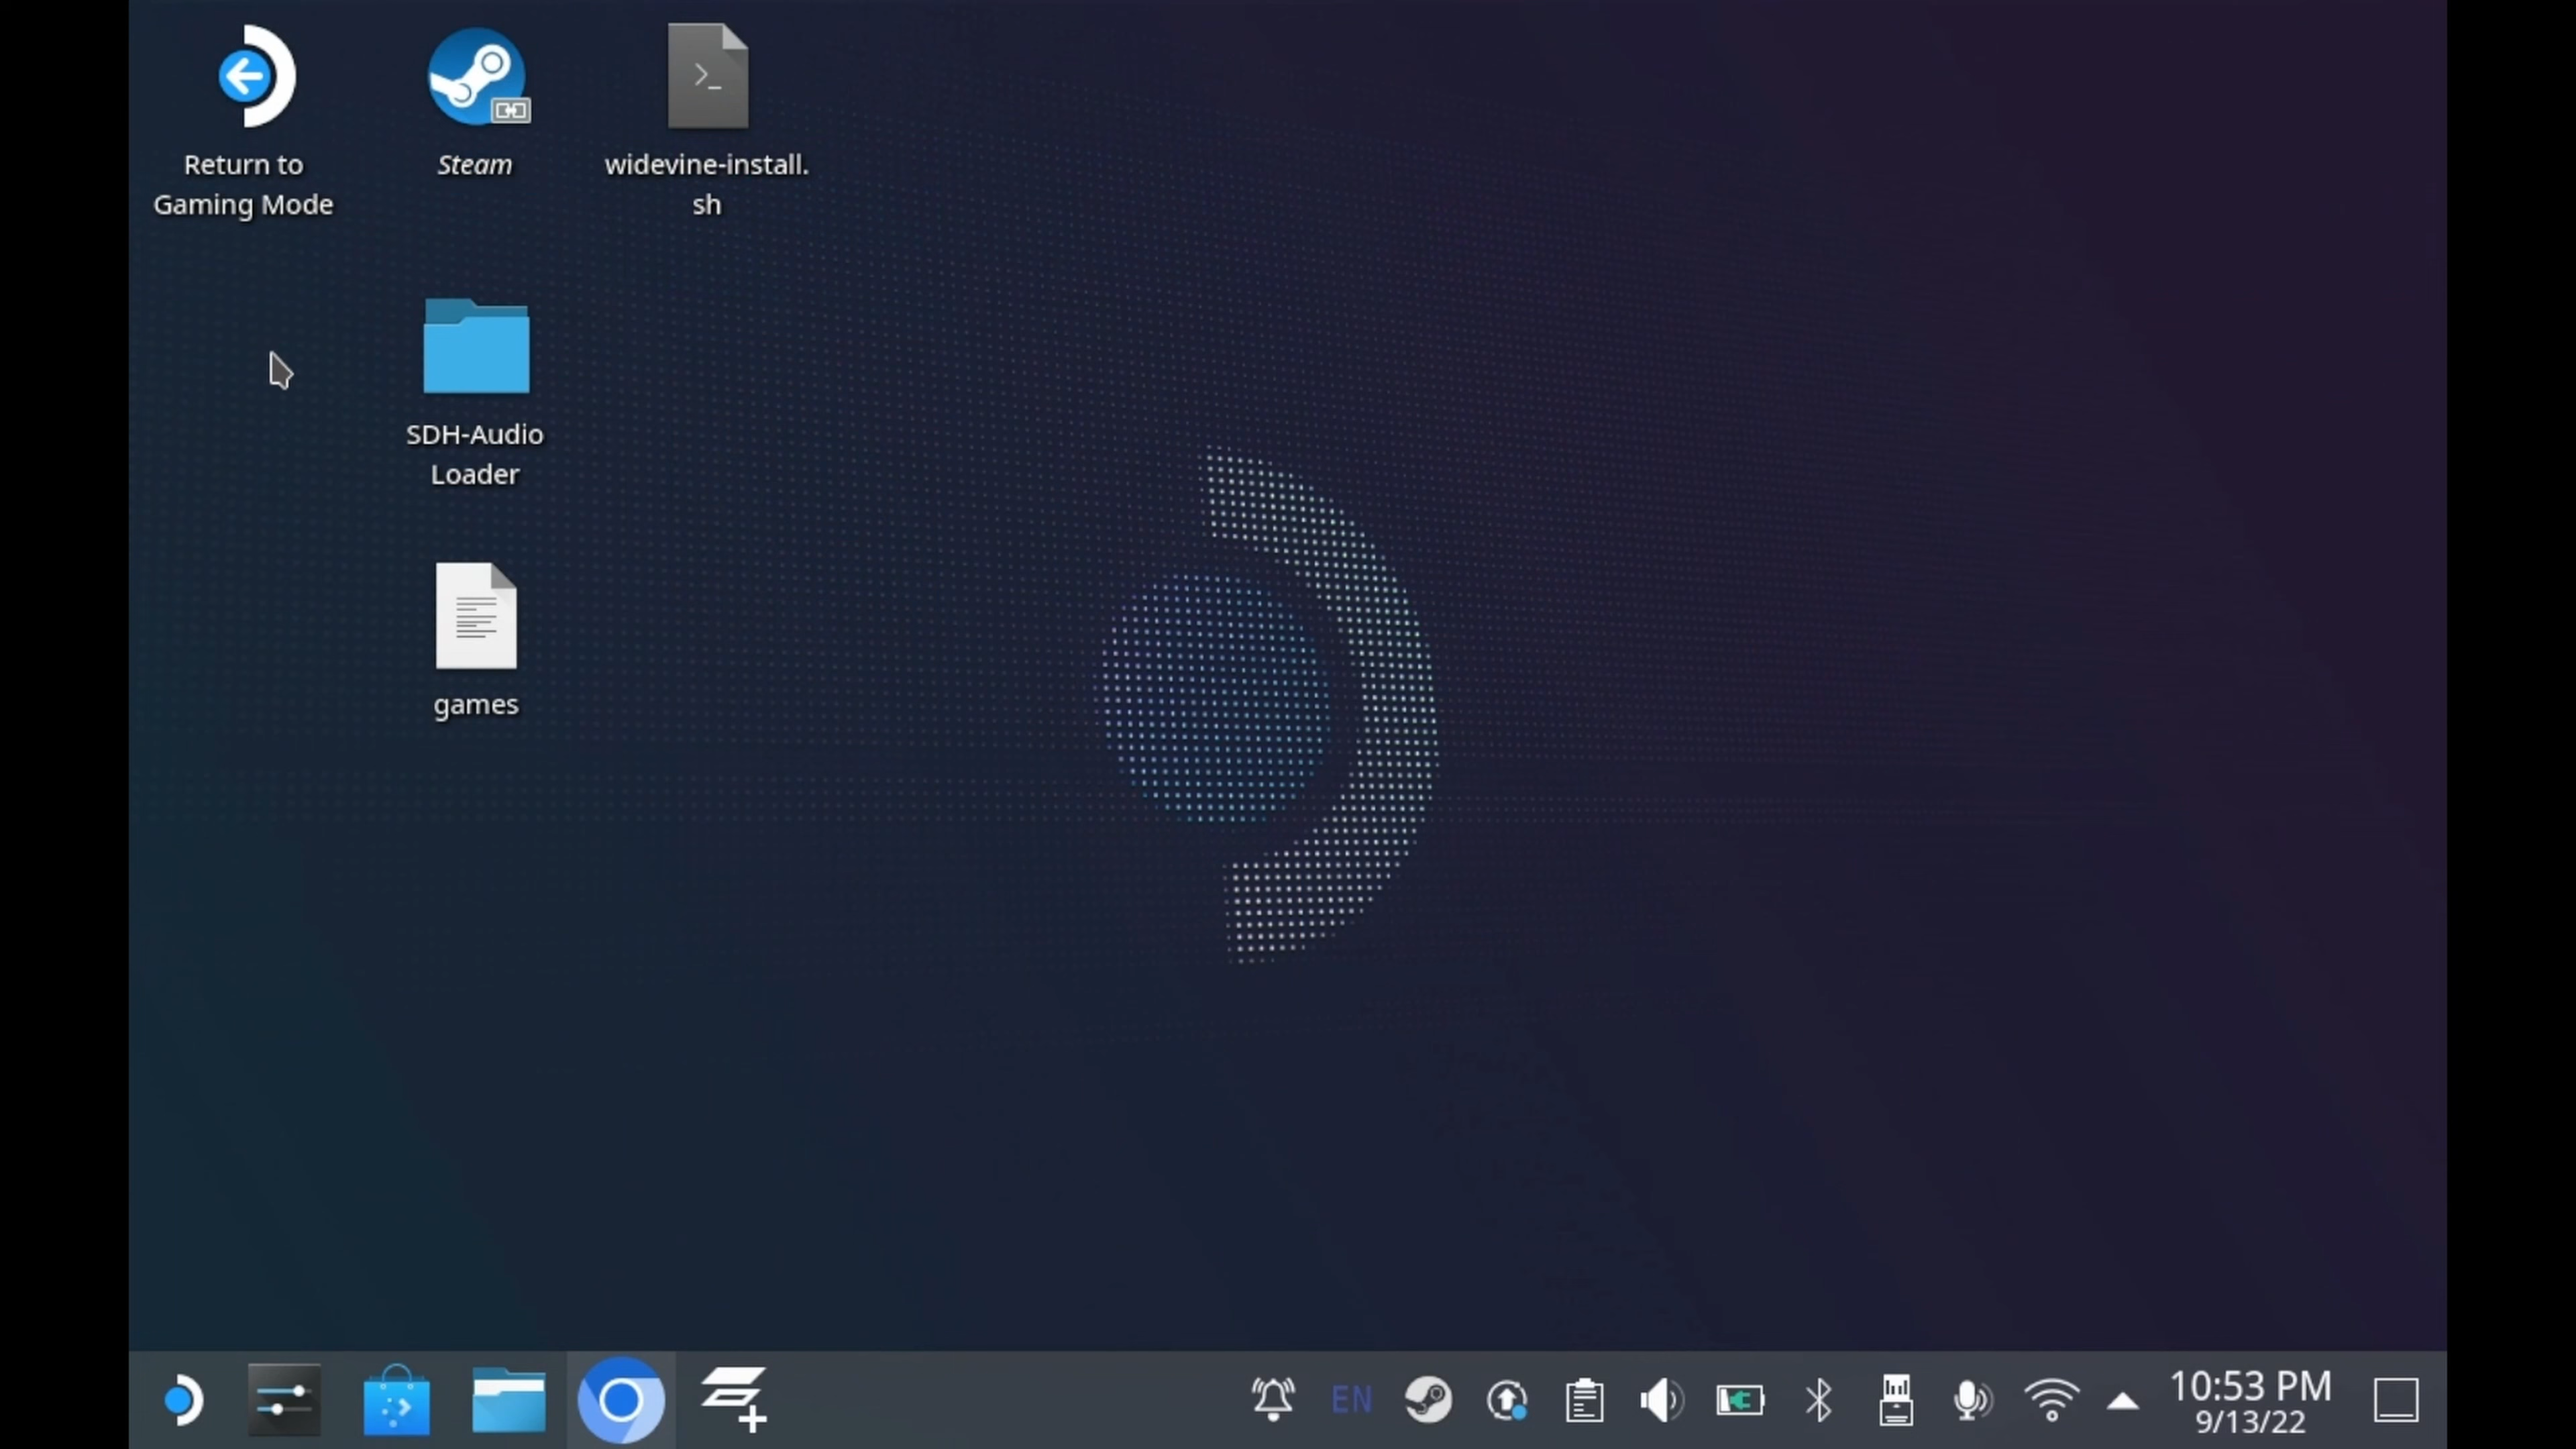 Return to
Gaming Mode
Steam
widevine-install.
sh
SDH-Audio
Loader
games
EN
10:53 PM
9/13/22